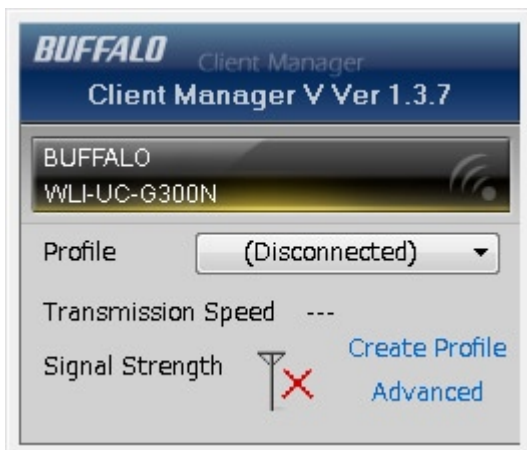 BUFFALO Client Manager
Client Manager V Ver 1.3.7
BUFFALO
WLI-UC-G300N
Profile (Disconnected)
Transmission Speed ---
Signal Strength
Create Profile
Advanced